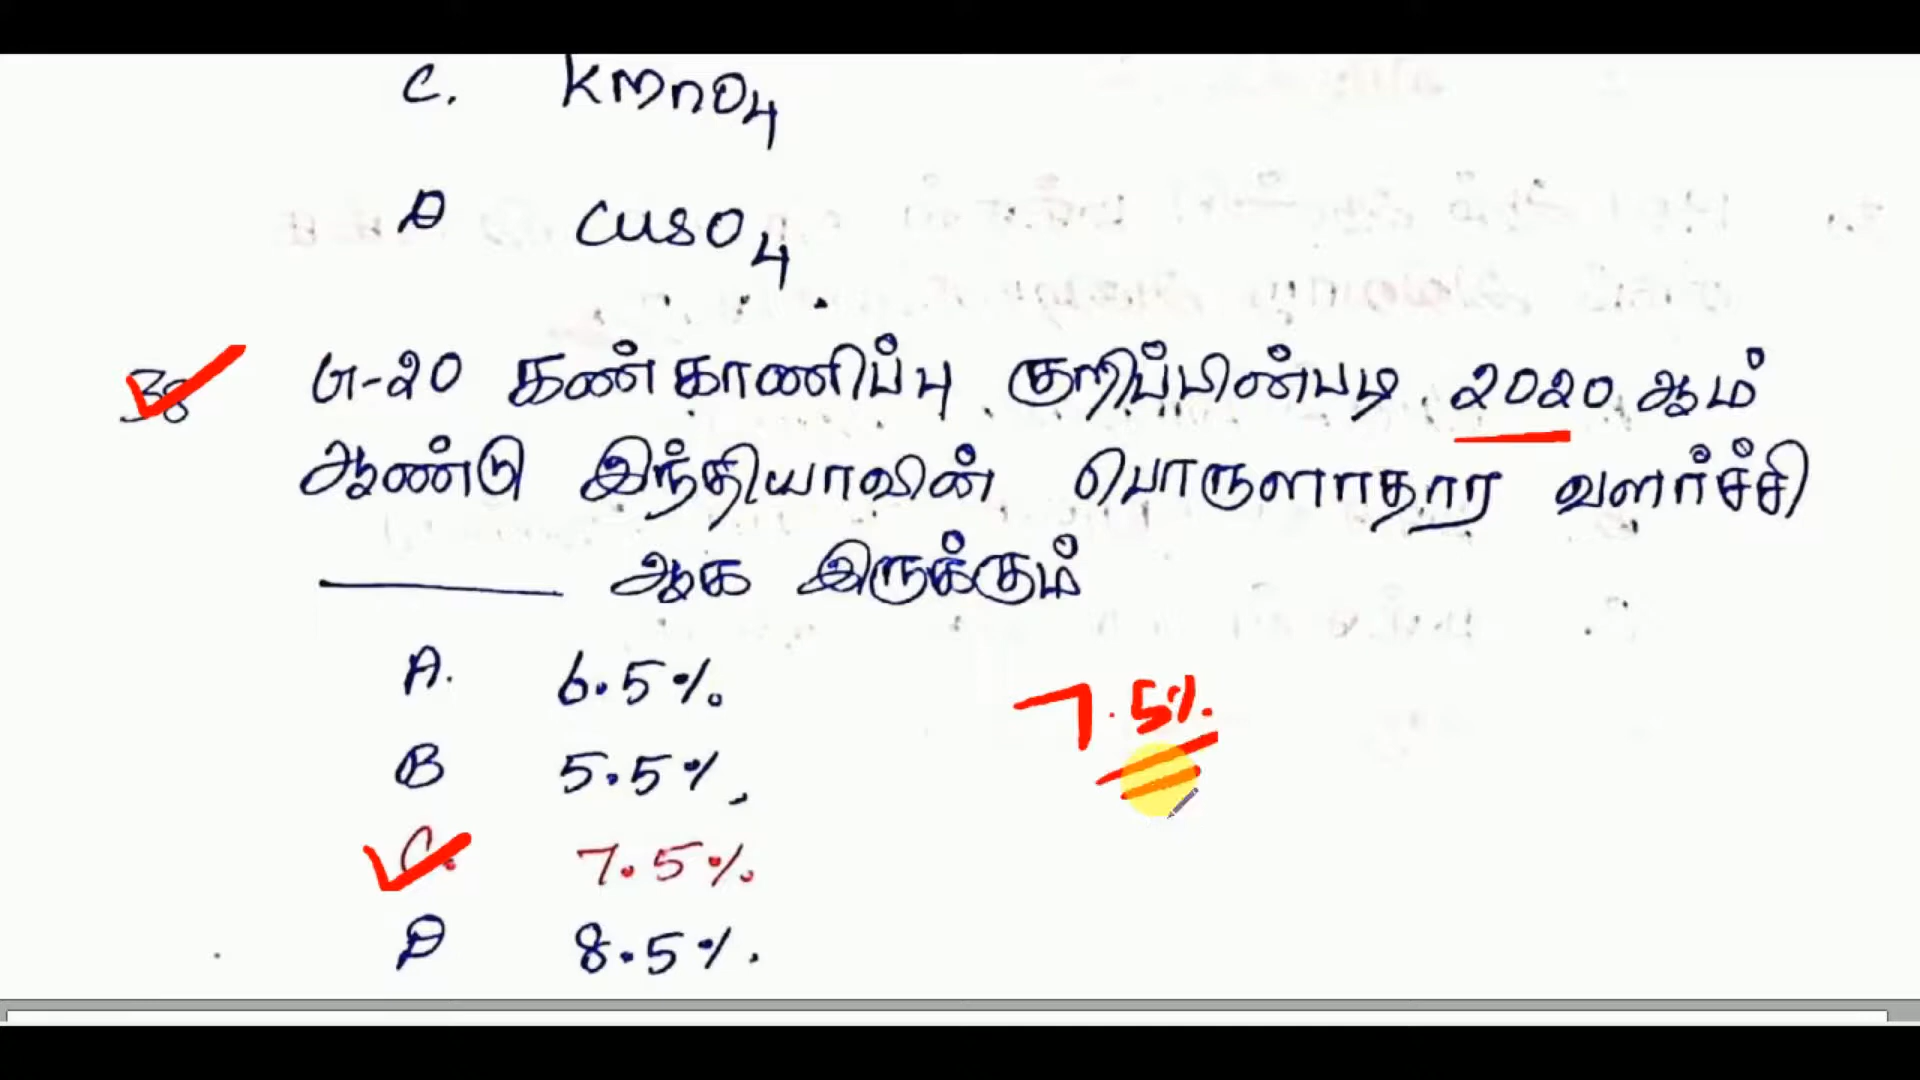 C. KMnO4
D CuSO4
38 G-20 கண்காணிப்பு குறிப்பின்படி 2020 ஆம்
ஆண்டு இந்தியாவின் பொருளாதார வளர்ச்சி
______ ஆக இருக்கும்
A. 6.5%.
B 5.5%
C. 7.5%.
D 8.5%.
7.5%.